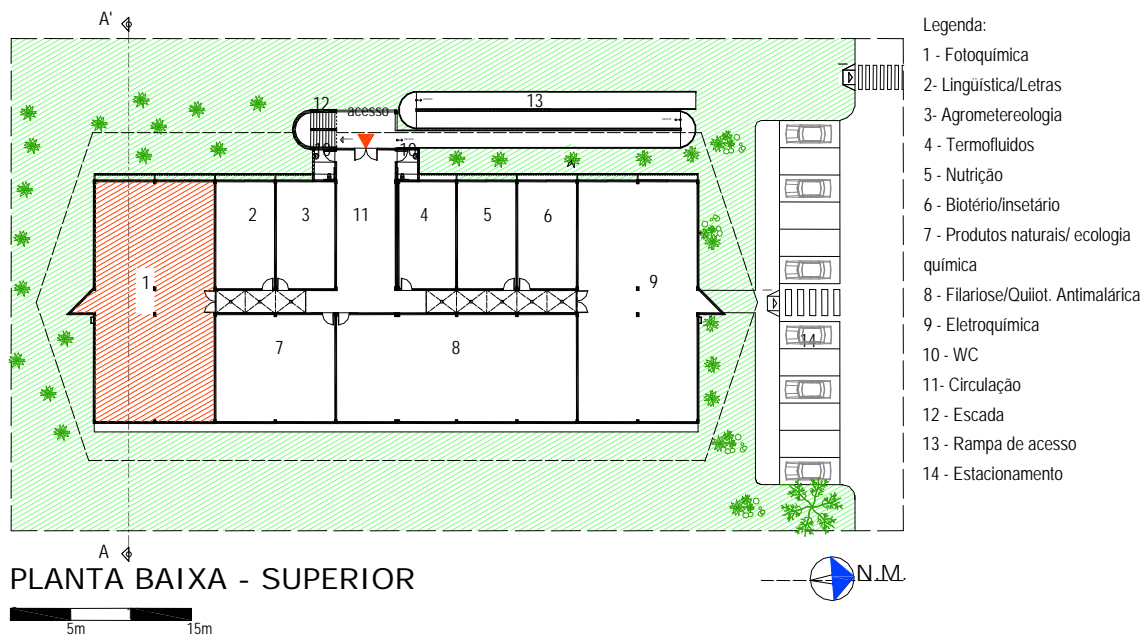 A'
Legenda:
1 - Fotoquímica
2- Lingüística/Letras
3- Agrometereologia
4 - Termofluidos
5 - Nutrição
6 - Biotério/insetário
7 - Produtos naturais/ ecologia
química
8 - Filariose/Quiiot. Antimalárica
9 - Eletroquímica
10 - WC
11- Circulação
12 - Escada
13 - Rampa de acesso
14 - Estacionamento
12
acesso
13
10
10
2
3
11
4
5
6
1
9
14
7
8
A
PLANTA BAIXA - SUPERIOR
N.M.
5m
15m